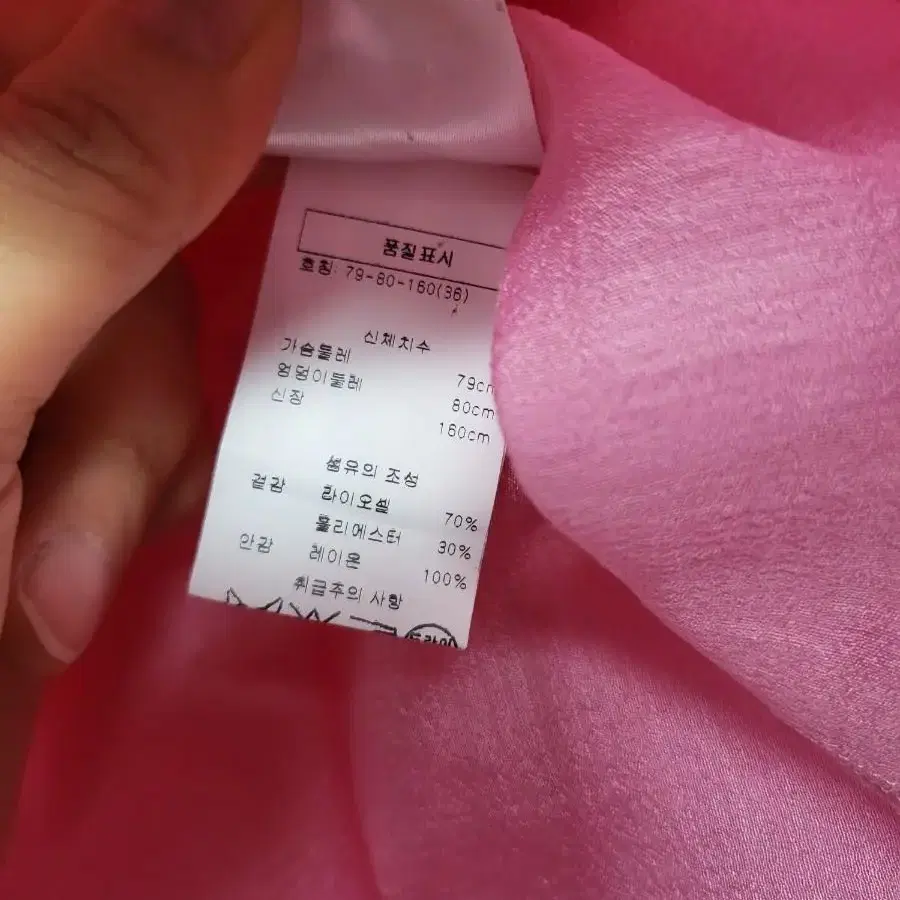 품질표시
호칭: 79-80-160(36)
신체치수
가슴둘레 79cm
엉덩이둘레 80cm
신장 160cm
섬유의 조성
겉감 라이오셀 70%
폴리에스터 30%
안감 레이온 100%
취급주의 사항
드라이